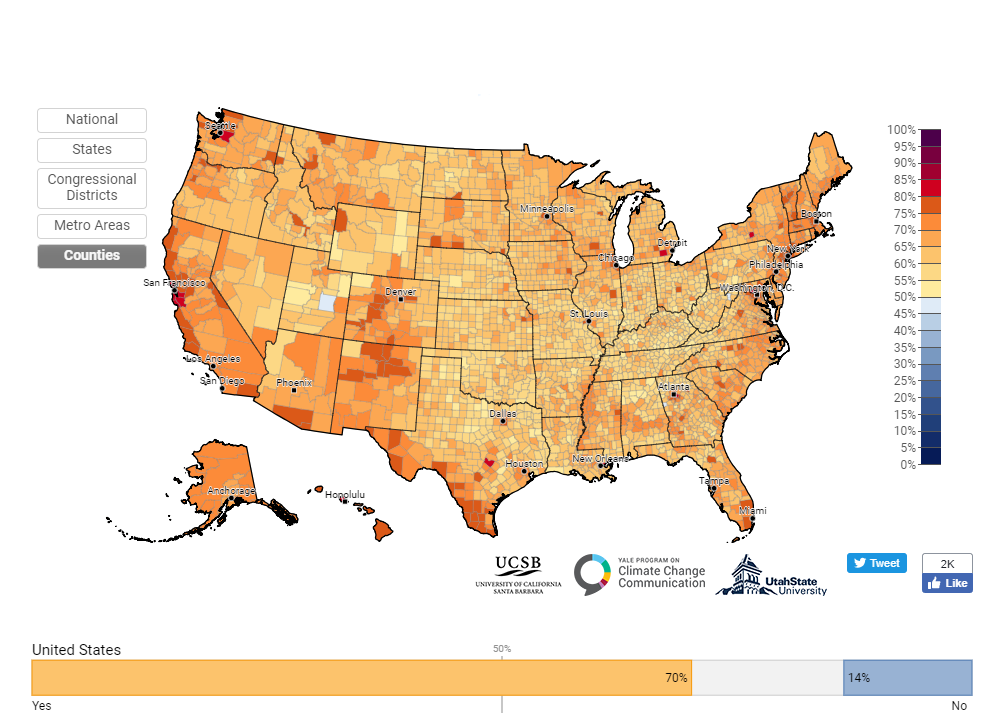 National
States
Congressional
Districts
Metro Areas
Counties
Seattle
Minneapolis
Boston
Detroit
New York
Chicago
Philadelphia
San Francisco
Denver
Washington, D.C.
St. Louis
Los Angeles
San Diego
Phoenix
Atlanta
Dallas
Houston
New Orleans
Tampa
Anchorage
Honolulu
Miami
100%
95%
90%
85%
80%
75%
70%
65%
60%
55%
50%
45%
40%
35%
30%
25%
20%
15%
10%
5%
0%
UCSB
UNIVERSITY OF CALIFORNIA
SANTA BARBARA
YALE PROGRAM ON
Climate Change
Communication
UtahState
University
Tweet
2K
Like
United States
50%
70%
14%
Yes
No